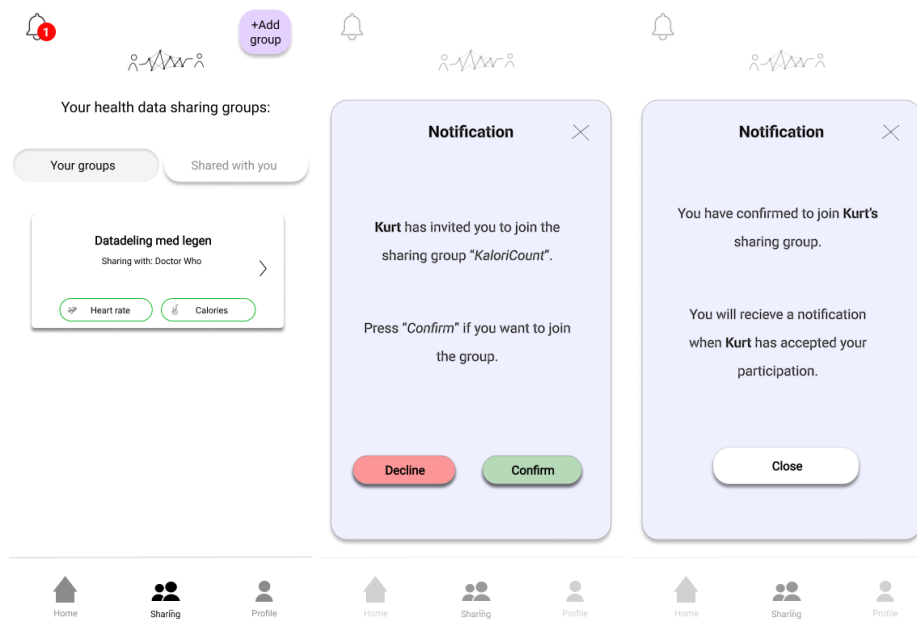 1
+Add
group
Your health data sharing groups:
Your groups
Shared with you
Datadeling med legen
Sharing with: Doctor Who
Heart rate
Calories
Home
Sharing
Profile
Notification
Kurt has invited you to join the
sharing group “KaloriCount”.
Press “Confirm” if you want to join
the group.
Decline
Confirm
Home
Sharing
Profile
Notification
You have confirmed to join Kurt’s
sharing group.
You will recieve a notification
when Kurt has accepted your
participation.
Close
Home
Sharing
Profile